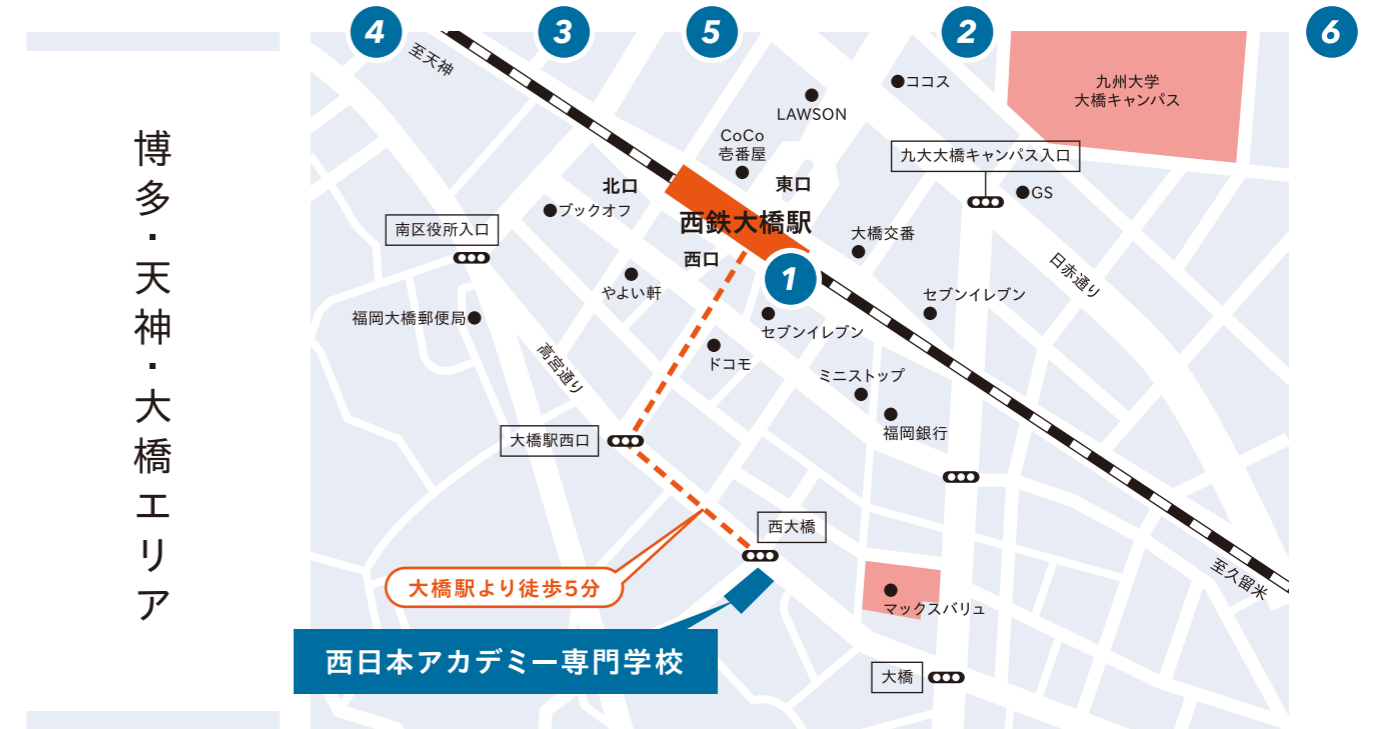 博多・天神・大橋エリア
4
3
5
2
6
至天神
ココス
九州大学
大橋キャンパス
LAWSON
CoCo
壱番屋
九大大橋キャンパス入口
北口
東口
GS
ブックオフ
西鉄大橋駅
南区役所入口
大橋交番
西口
1
日赤通り
やよい軒
セブンイレブン
福岡大橋郵便局
セブンイレブン
高宮通り
ドコモ
ミニストップ
福岡銀行
大橋駅西口
西大橋
大橋駅より徒歩5分
至久留米
マックスバリュ
西日本アカデミー専門学校
大橋